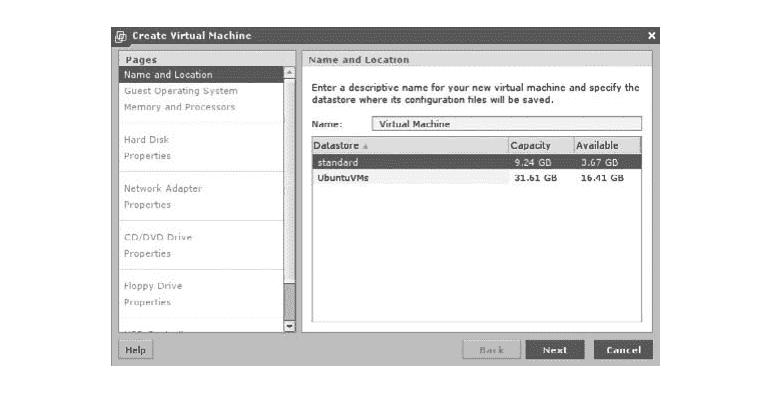 Create Virtual Machine
Pages
Name and Location
Guest Operating System
Memory and Processors
Hard Disk
Properties
Network Adapter
Properties
CD/DVD Drive
Properties
Floppy Drive
Properties
Help
Name and Location
Enter a descriptive name for your new virtual machine and specify the
datastore where its configuration files will be saved.
Name: Virtual Machine
Datastore Capacity Available
standard 9.24 GB 3.67 GB
UbuntuVMs 31.61 GB 16.41 GB
Back Next Cancel